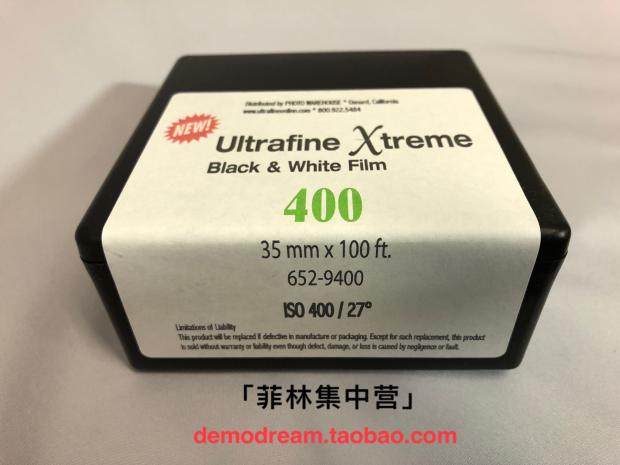 Distributed by PHOTO WAREHOUSE * Oxnard, California
www.ultrafineonline.com * 800.922.5484
NEW!
Ultrafine Xtreme
Black & White Film
400
35 mm x 100 ft.
652-9400
ISO 400 / 27°
Limitations of Liability
This product will be replaced if defective in manufacture or packaging. Except for such replacement, this product
is sold without warranty or liability even though defect, damage, or loss is caused by negligence or fault.
「菲林集中营」
demodream.taobao.com